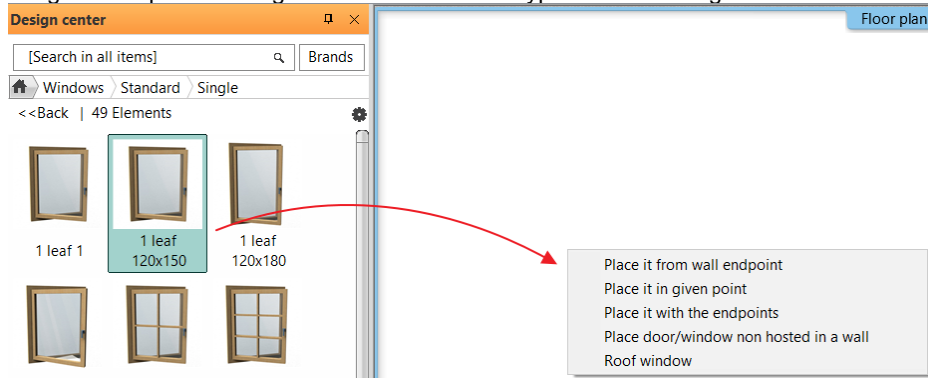 Design center
Floor plan
[Search in all items]
Brands
Windows Standard Single
<<Back | 49 Elements
1 leaf 1
1 leaf
120x150
1 leaf
120x180
Place it from wall endpoint
Place it in given point
Place it with the endpoints
Place door/window non hosted in a wall
Roof window